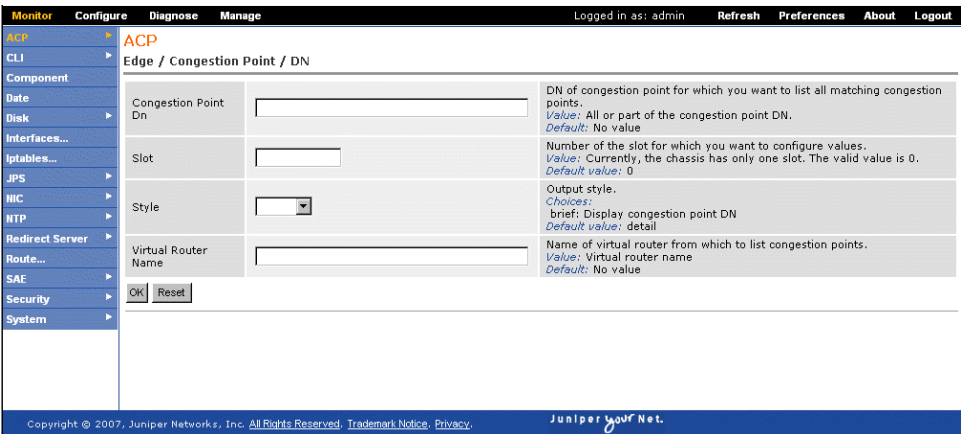 Monitor Configure Diagnose Manage Logged in as: admin Refresh Preferences About Logout
ACP
CLI
Component
Date
Disk
Interfaces...
Iptables...
JPS
NIC
NTP
Redirect Server
Route...
SAE
Security
System
ACP
Edge / Congestion Point / DN
Congestion Point
Dn
DN of congestion point for which you want to list all matching congestion
points.
Value: All or part of the congestion point DN.
Default: No value
Slot
Number of the slot for which you want to configure values.
Value: Currently, the chassis has only one slot. The valid value is 0.
Default value: 0
Style
Output style.
Choices:
brief: Display congestion point DN
Default value: detail
Virtual Router
Name
Name of virtual router from which to list congestion points.
Value: Virtual router name
Default: No value
OK Reset
Copyright © 2007, Juniper Networks, Inc. All Rights Reserved. Trademark Notice. Privacy.
Juniper your Net.